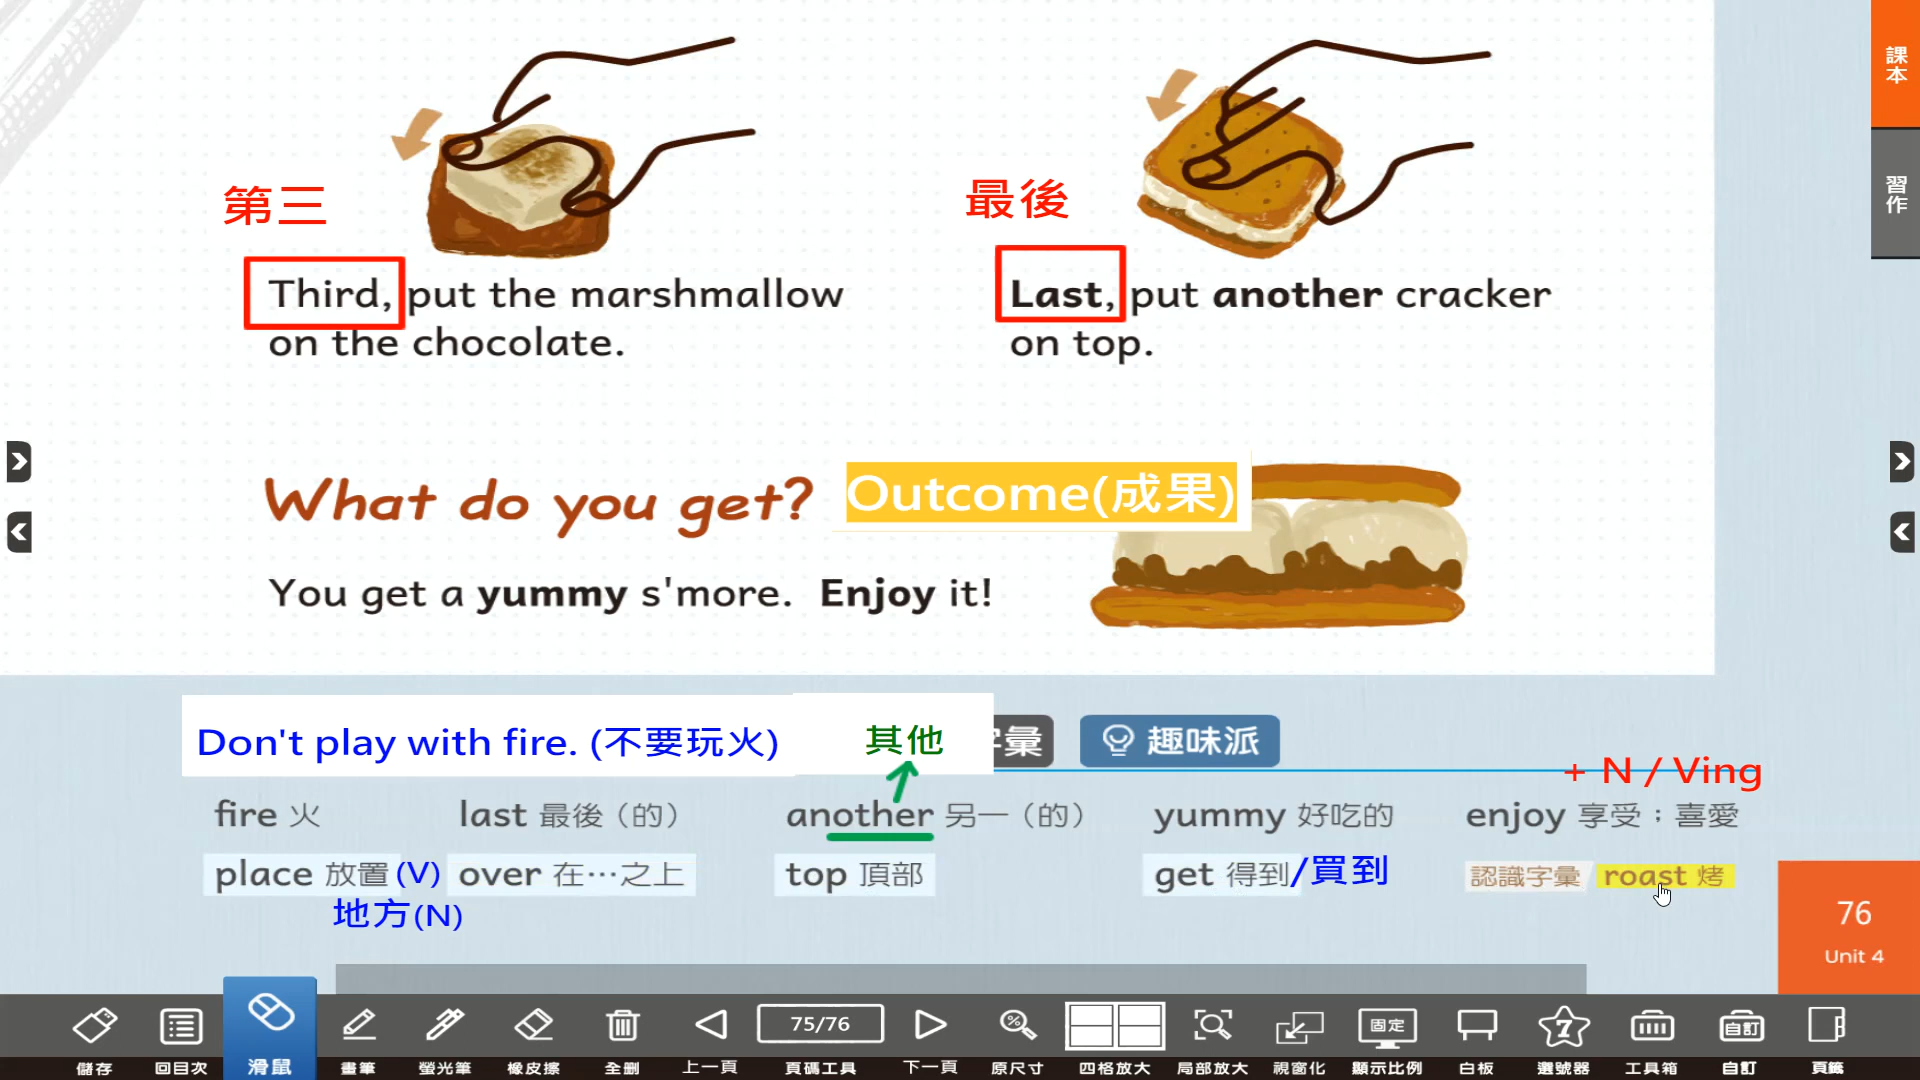 課本
習作
第三
最後
Third, put the marshmallow
on the chocolate.
Last, put another cracker
on top.
What do you get?
Outcome(成果)
You get a yummy s'more. Enjoy it!
Don't play with fire. (不要玩火)
其他
字彙
趣味派
+ N / Ving
fire 火
last 最後（的）
another 另一（的）
yummy 好吃的
enjoy 享受；喜愛
place 放置(V)
over 在…之上
top 頂部
get 得到/買到
認識字彙 roast 烤
地方(N)
76
Unit 4
75/76
固定
7
自訂
儲存
回目次
滑鼠
畫筆
螢光筆
橡皮擦
全刪
上一頁
頁碼工具
下一頁
原尺寸
四格放大
局部放大
視窗化
顯示比例
白板
選號器
工具箱
自訂
頁籤